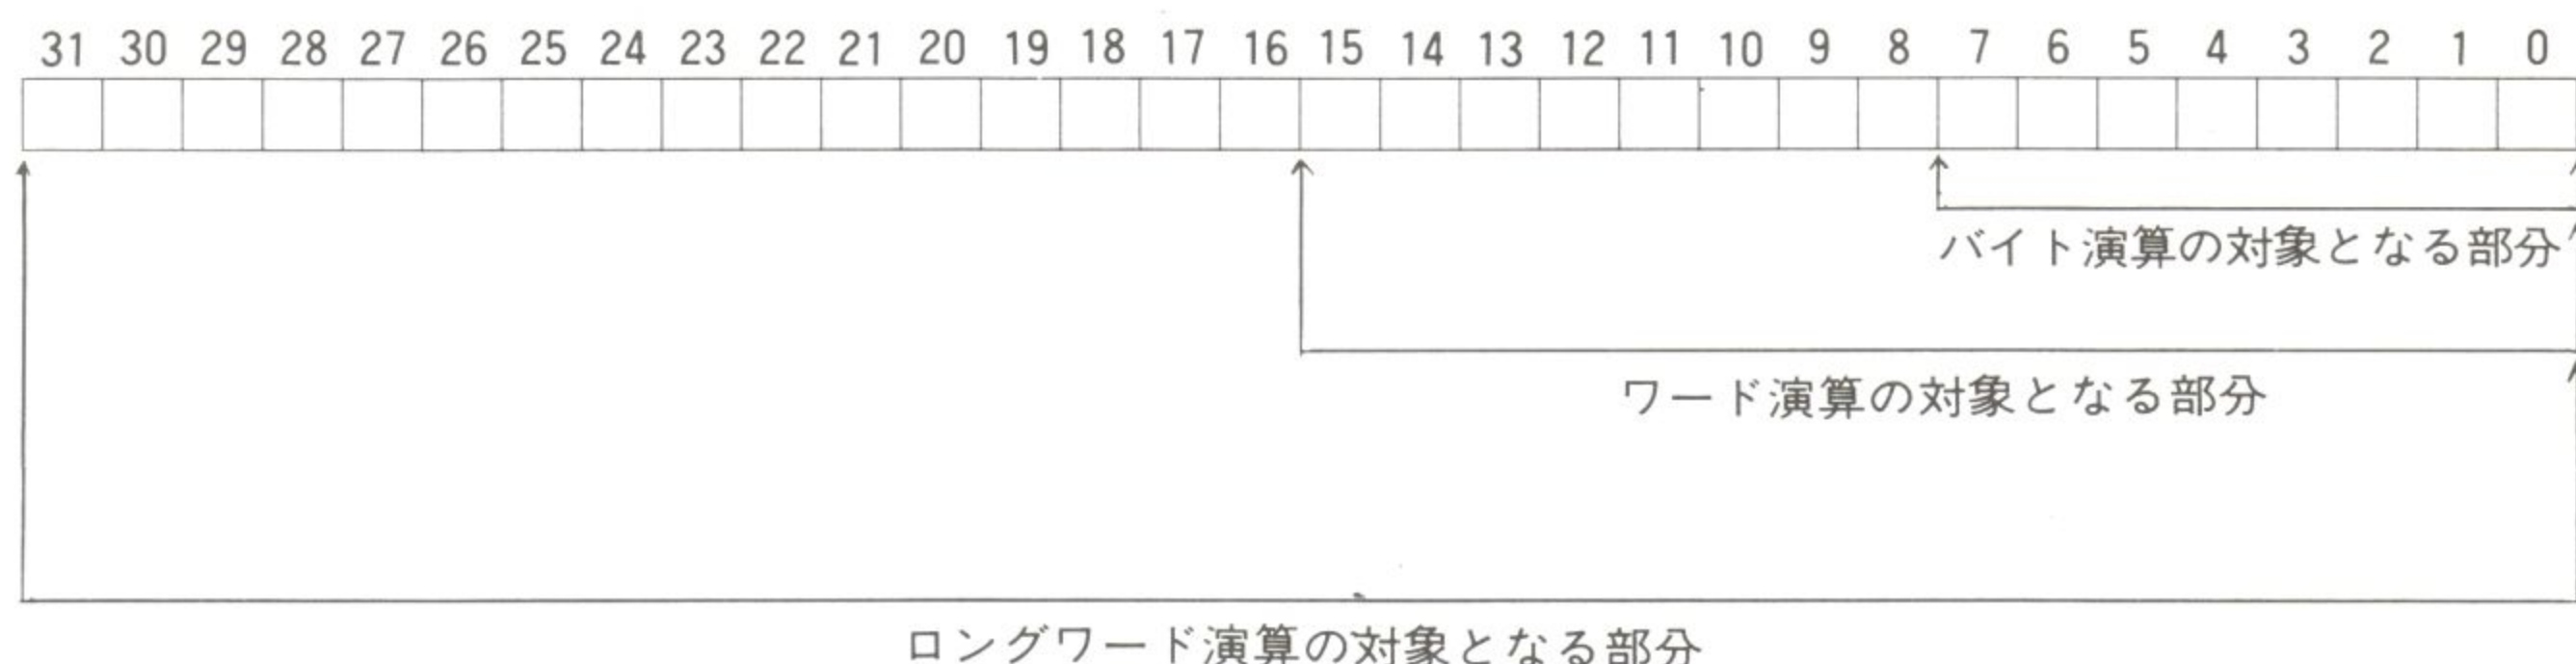 31 30 29 28 27 26 25 24 23 22 21 20 19 18 17 16 15 14 13 12 11 10 9 8 7 6 5 4 3 2 1 0
バイト演算の対象となる部分
ワード演算の対象となる部分
ロングワード演算の対象となる部分